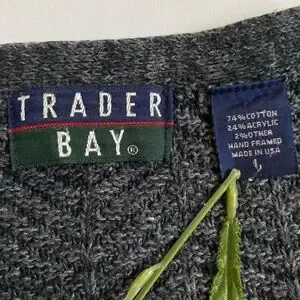 TRADER
BAY®
74% COTTON
24% ACRYLIC
2% OTHER
HAND FRAMED
MADE IN USA